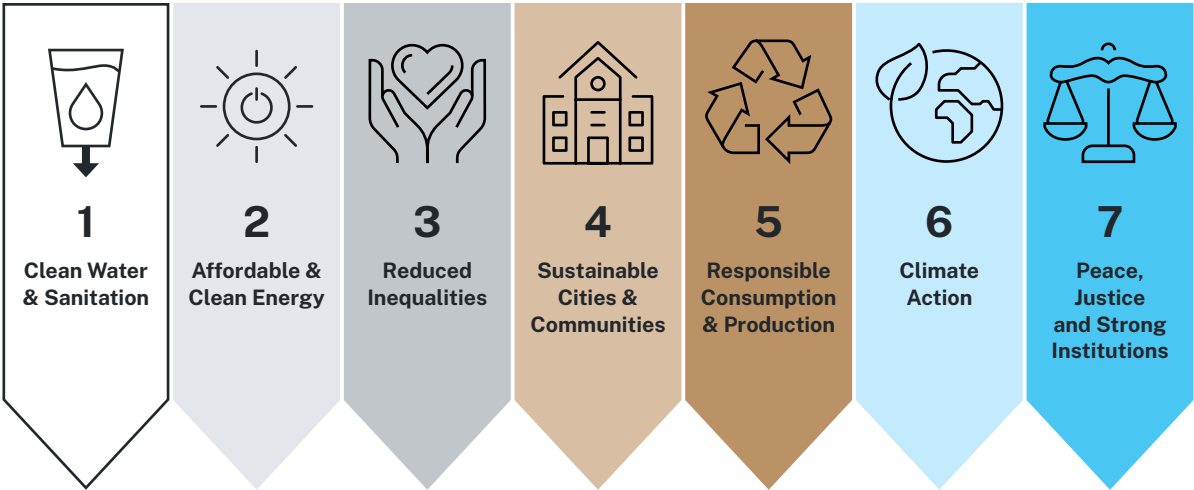 1
Clean Water
& Sanitation
2
Affordable &
Clean Energy
3
Reduced
Inequalities
4
Sustainable
Cities &
Communities
5
Responsible
Consumption
& Production
6
Climate
Action
7
Peace,
Justice
and Strong
Institutions